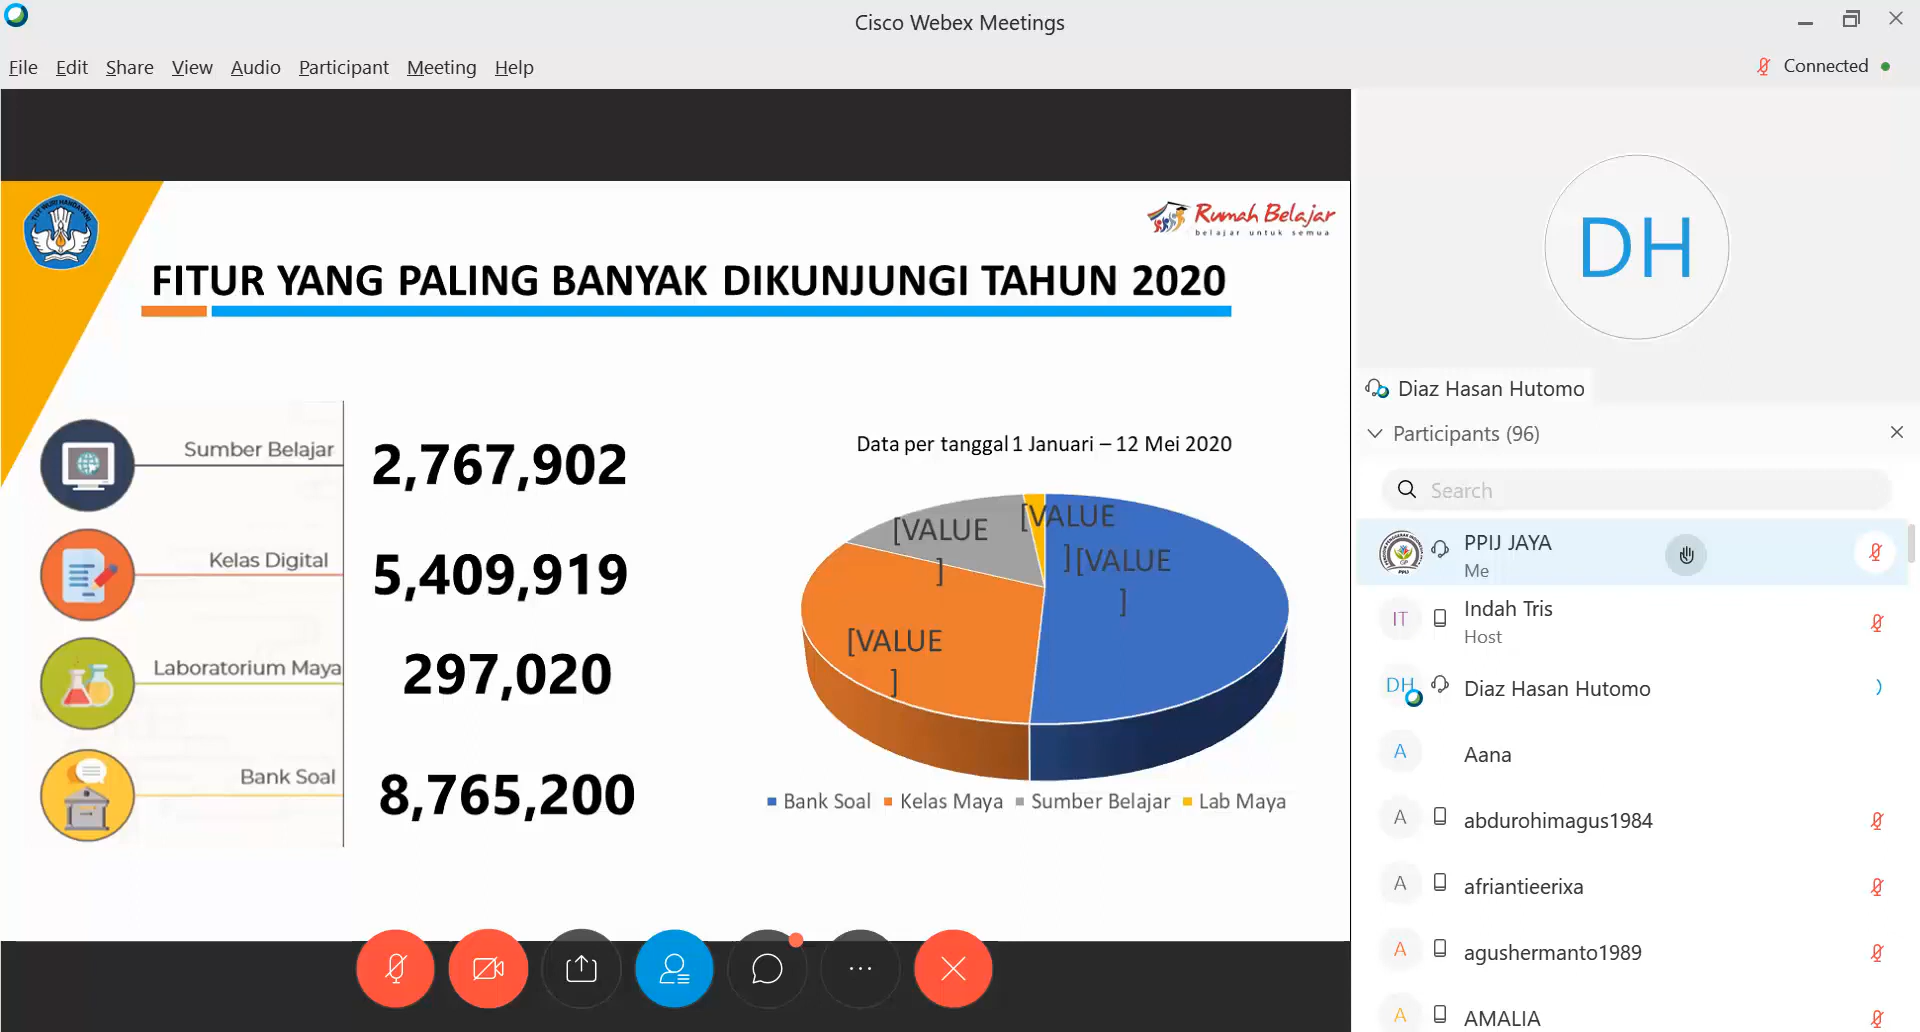 Cisco Webex Meetings
File Edit Share View Audio Participant Meeting Help
Connected
TUT WURI HANDAYANI
Rumah Belajar
belajar untuk semua
FITUR YANG PALING BANYAK DIKUNJUNGI TAHUN 2020
Sumber Belajar
2,767,902
Kelas Digital
5,409,919
Laboratorium Maya
297,020
Bank Soal
8,765,200
Data per tanggal 1 Januari – 12 Mei 2020
[VALUE
]
[VALUE
]
[VALUE
]
[VALUE
]
Bank Soal Kelas Maya Sumber Belajar Lab Maya
DH
Diaz Hasan Hutomo
Participants (96)
Search
PPIJ JAYA
Me
IT
Indah Tris
Host
DH
Diaz Hasan Hutomo
A
Aana
A
abdurohimagus1984
A
afriantieerixa
A
agushermanto1989
A
AMALIA